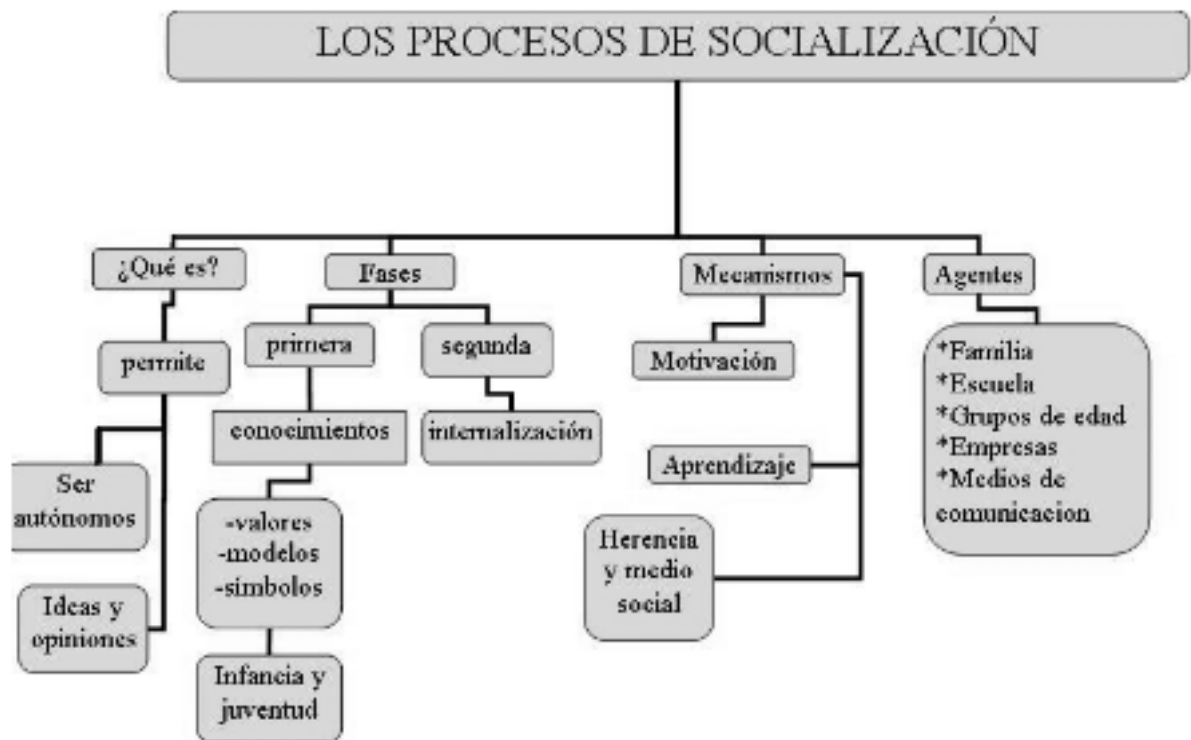 LOS PROCESOS DE SOCIALIZACIÓN
¿Qué es?
Fases
Mecanismos
Agentes
permite
primera
segunda
Motivación
*Familia
*Escuela
*Grupos de edad
*Empresas
*Medios de
comunicacion
conocimientos
internalización
Aprendizaje
Ser
autónomos
-valores
-modelos
-símbolos
Herencia
y medio
social
Ideas y
opiniones
Infancia y
juventud